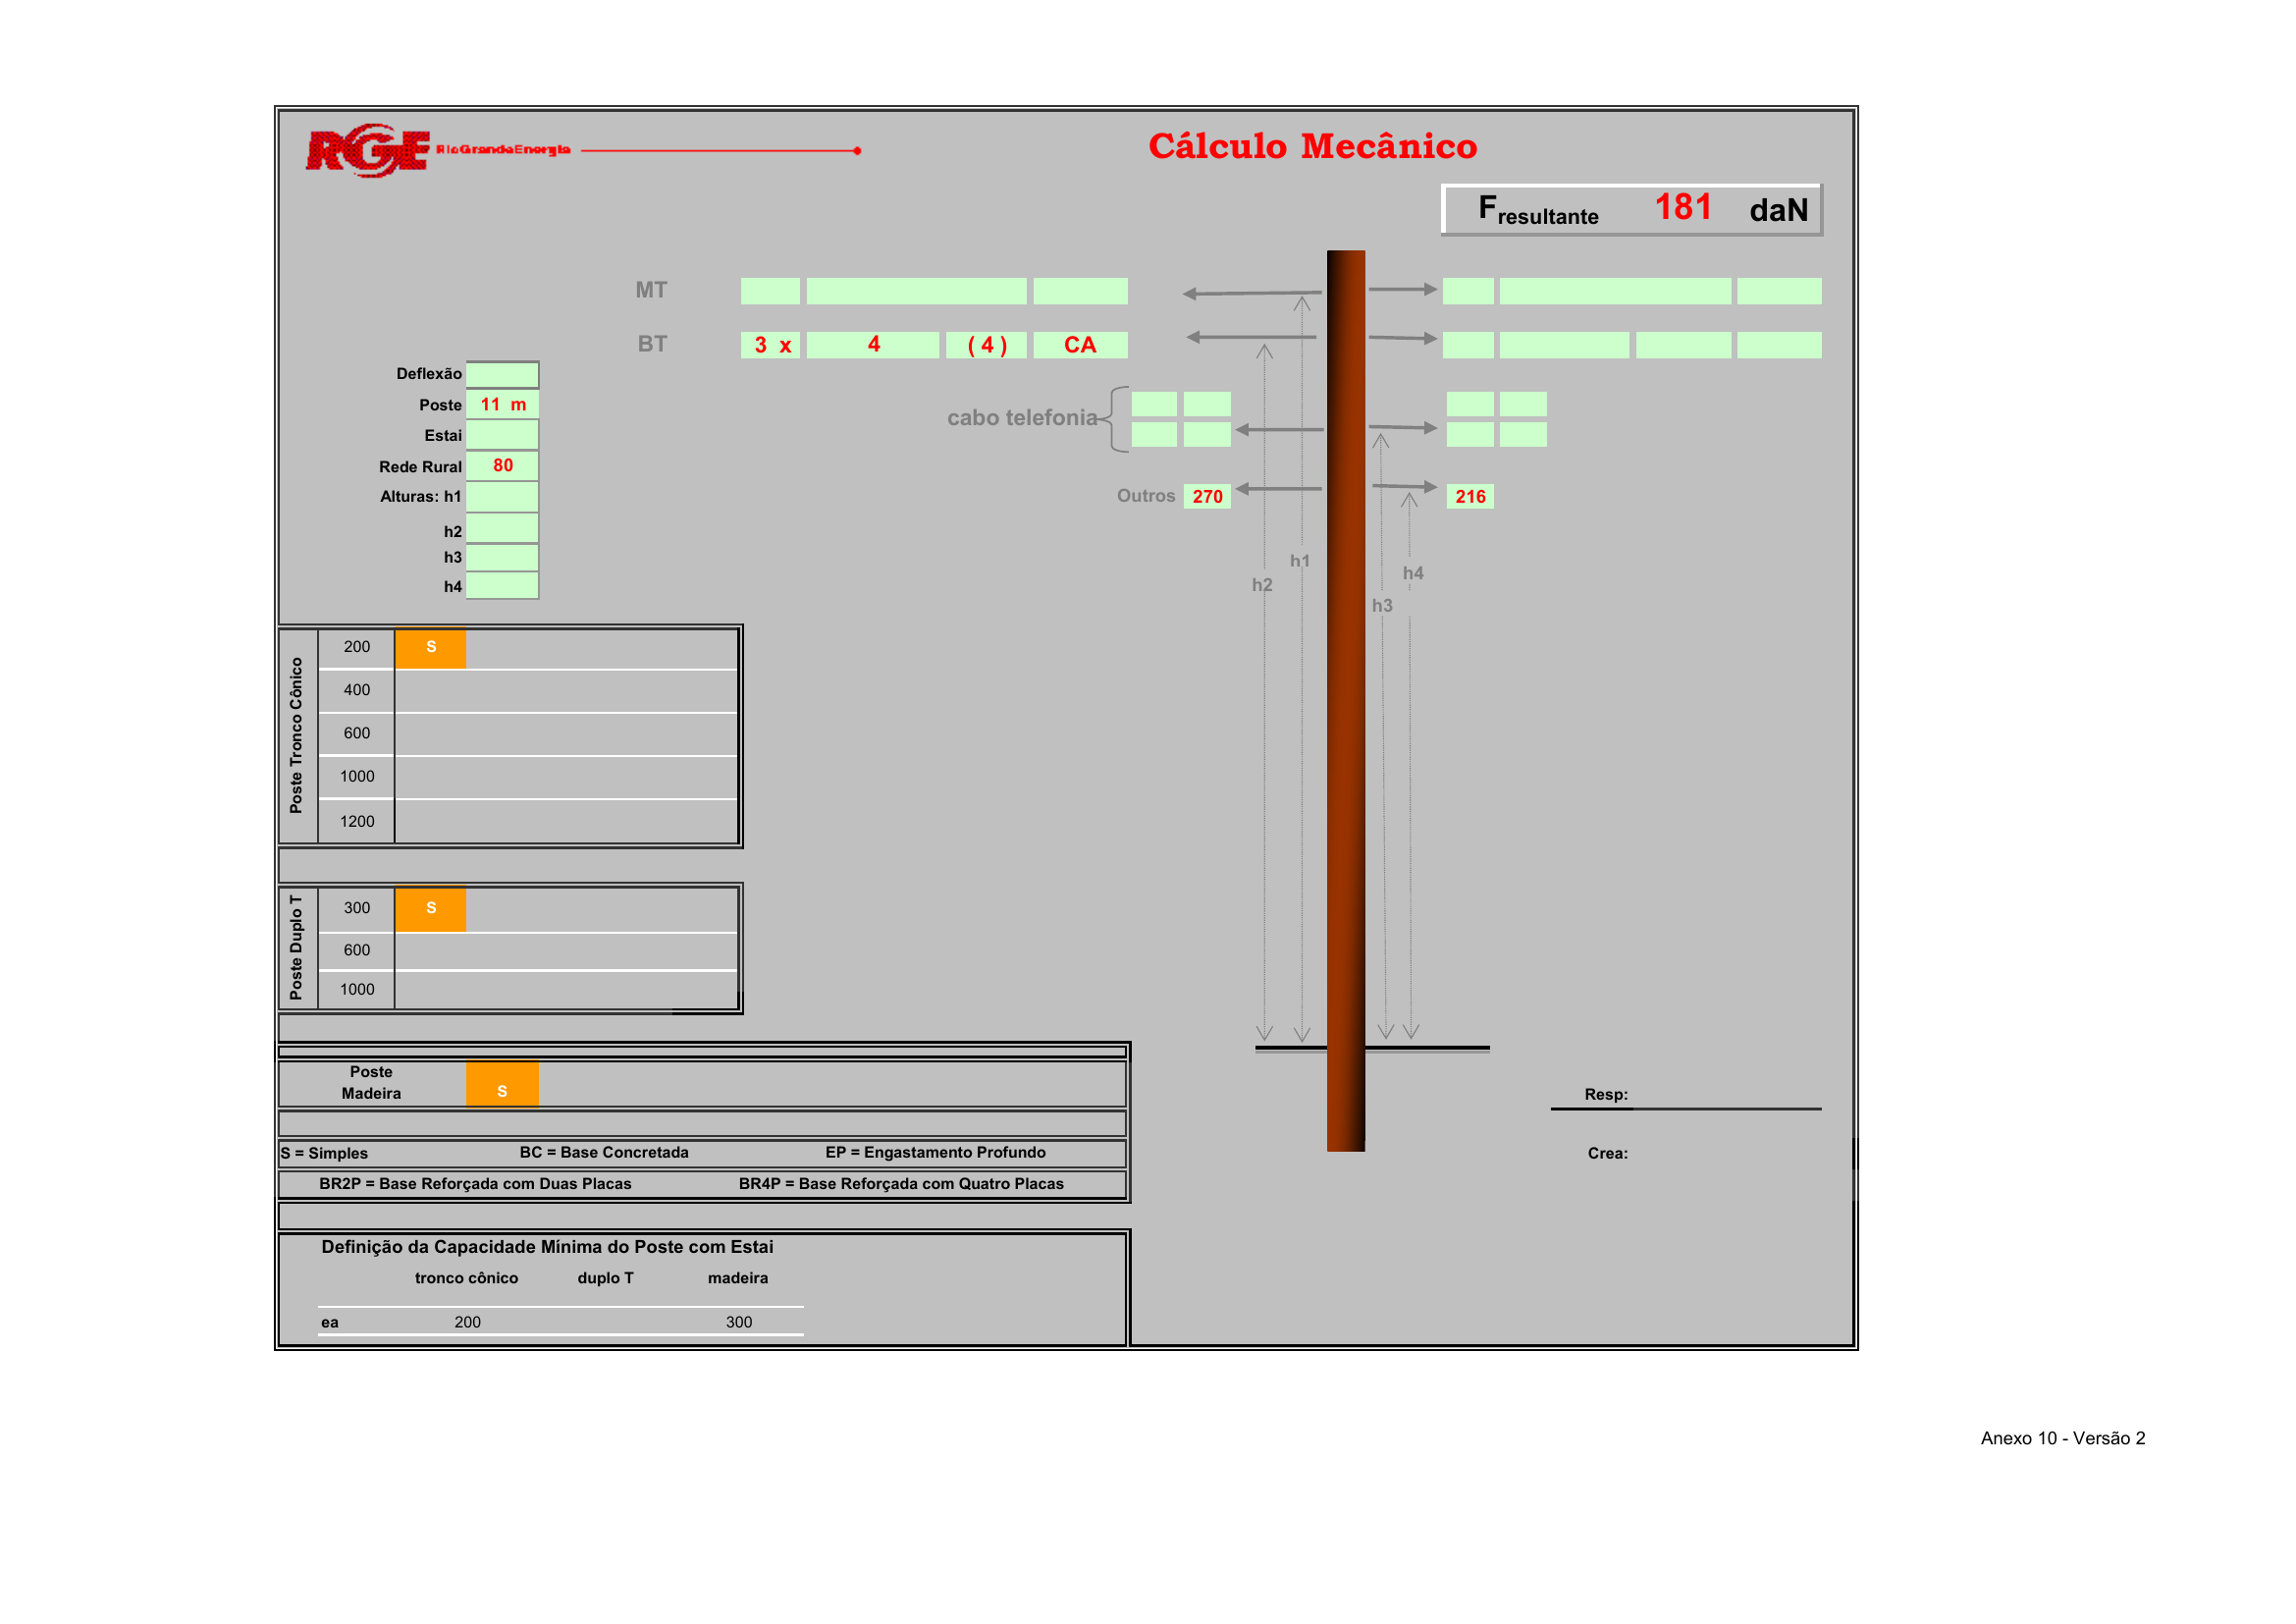 RGE RioGrandeEnergia
Cálculo Mecânico
Fresultante 181 daN
MT
BT 3 x 4 ( 4 ) CA
Deflexão
Poste 11 m
cabo telefonia
Estai
Rede Rural 80
Alturas: h1
Outros 270 216
h2
h3
h4
h1
h2
h4
h3
Poste Tronco Cônico
200 S
400
600
1000
1200
Poste Duplo T
300 S
600
1000
Poste
Madeira S
Resp:
S = Simples BC = Base Concretada EP = Engastamento Profundo
Crea:
BR2P = Base Reforçada com Duas Placas BR4P = Base Reforçada com Quatro Placas
Definição da Capacidade Mínima do Poste com Estai
tronco cônico duplo T madeira
ea 200 300
Anexo 10 - Versão 2